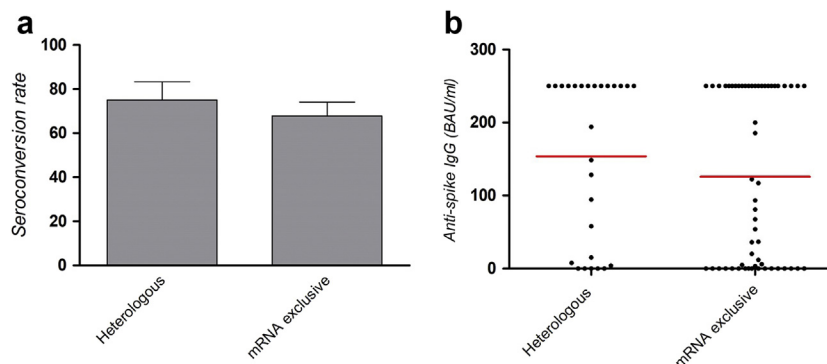 a
Seroconversion rate
100
80
60
40
20
0
Heterologous
mRNA exclusive
b
Anti-spike IgG (BAU/ml)
300
200
100
0
Heterologous
mRNA exclusive